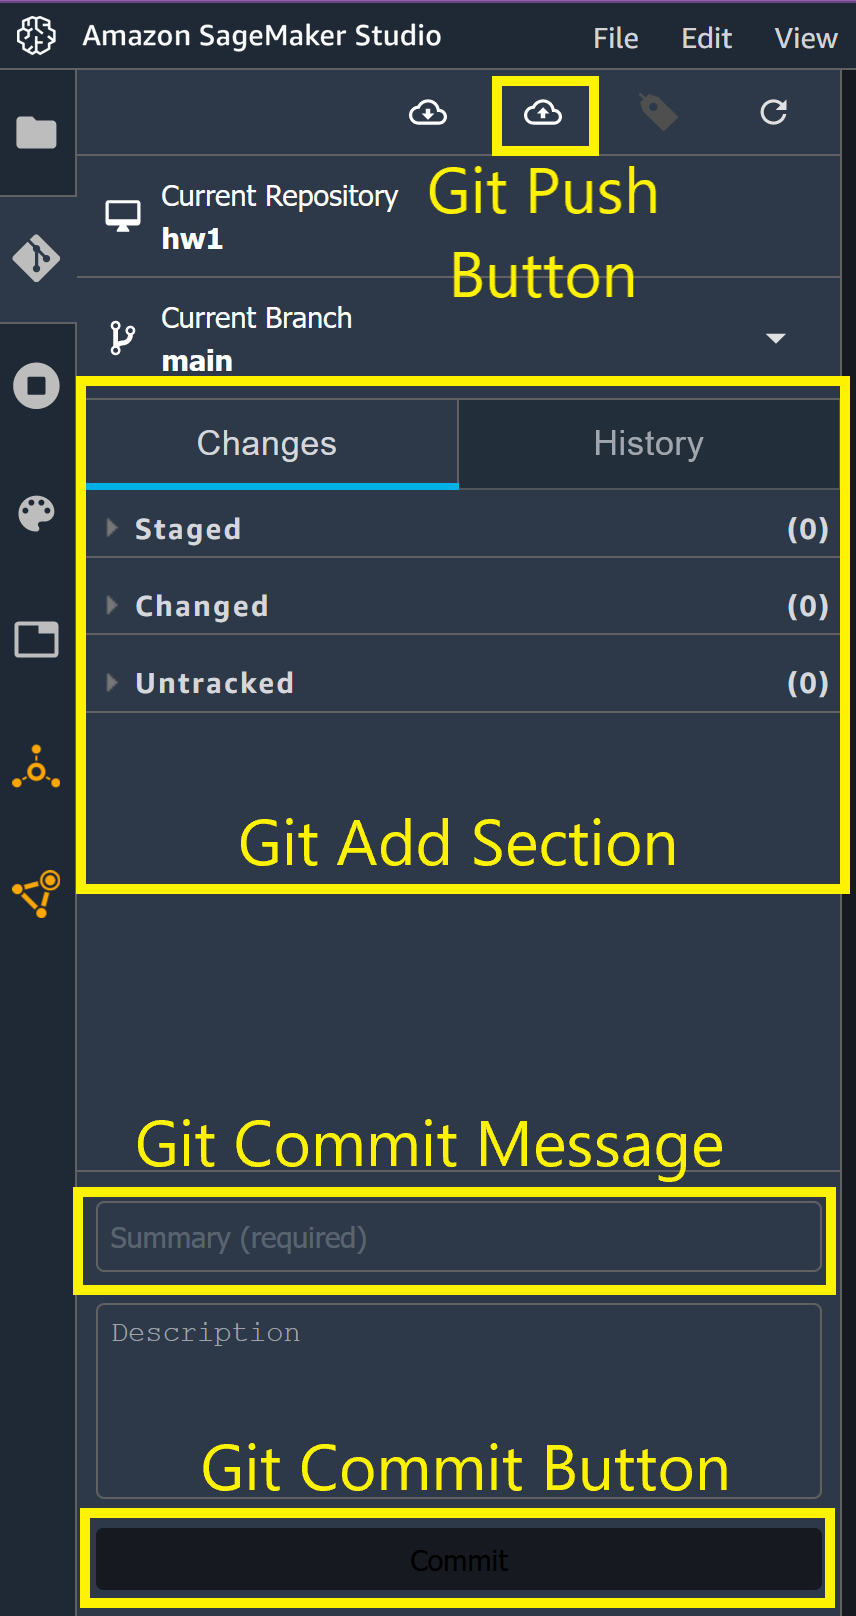 Amazon SageMaker Studio File Edit View
Git Push
Button
Current Repository
hw1
Current Branch
main
Changes History
Staged (0)
Changed (0)
Untracked (0)
Git Add Section
Git Commit Message
Summary (required)
Description
Git Commit Button
Commit